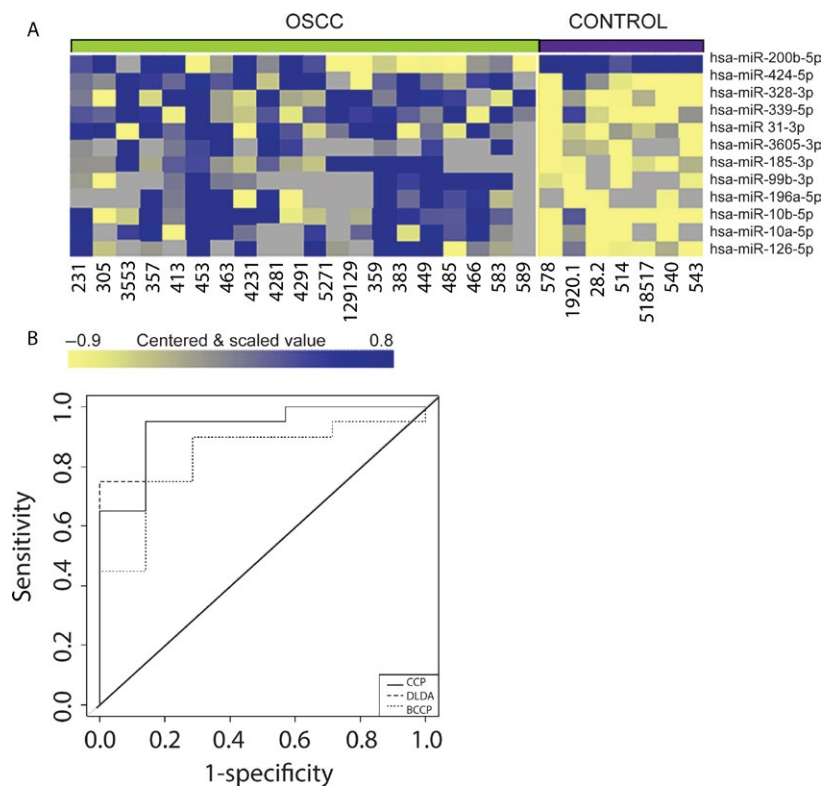 A
OSCC CONTROL
hsa-miR-200b-5p
hsa-miR-424-5p
hsa-miR-328-3p
hsa-miR-339-5p
hsa-miR 31-3p
hsa-miR-3605-3p
hsa-miR-185-3p
hsa-miR-99b-3p
hsa-miR-196a-5p
hsa-miR-10b-5p
hsa-miR-10a-5p
hsa-miR-126-5p
231 305 3553 357 413 453 463 4231 4281 4291 5271 129129 359 383 449 485 466 583 589 578 1920.1 28.2 514 518517 540 543
B
−0.9 Centered & scaled value 0.8
Sensitivity
1.0
0.8
0.6
0.4
0.2
0.0
CCP
DLDA
BCCP
0.0 0.2 0.4 0.6 0.8 1.0
1-specificity